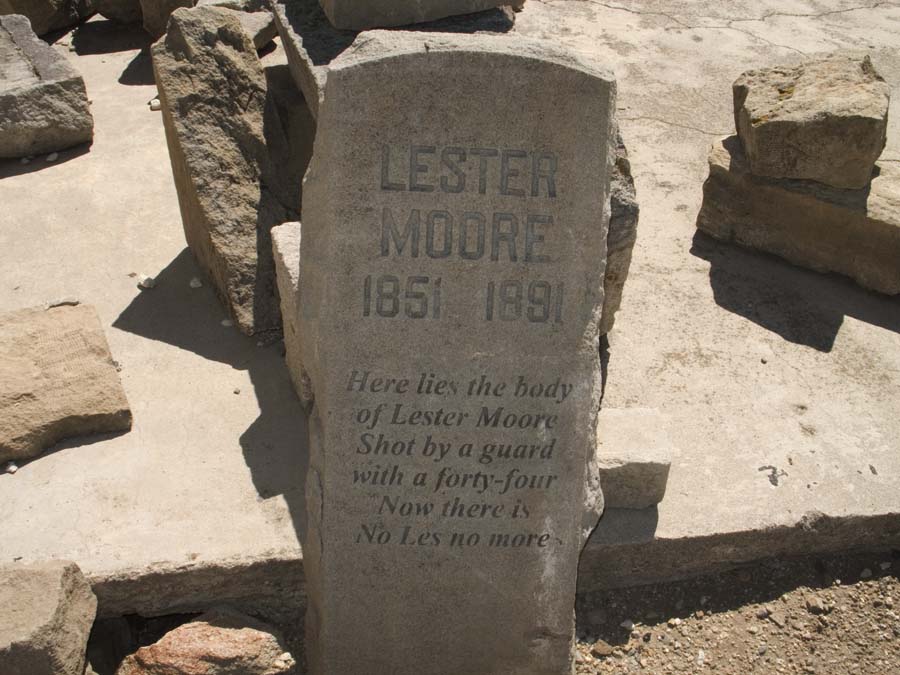 LESTER
MOORE
1851 1891
Here lies the body
of Lester Moore
Shot by a guard
with a forty-four
Now there is
No Les no more